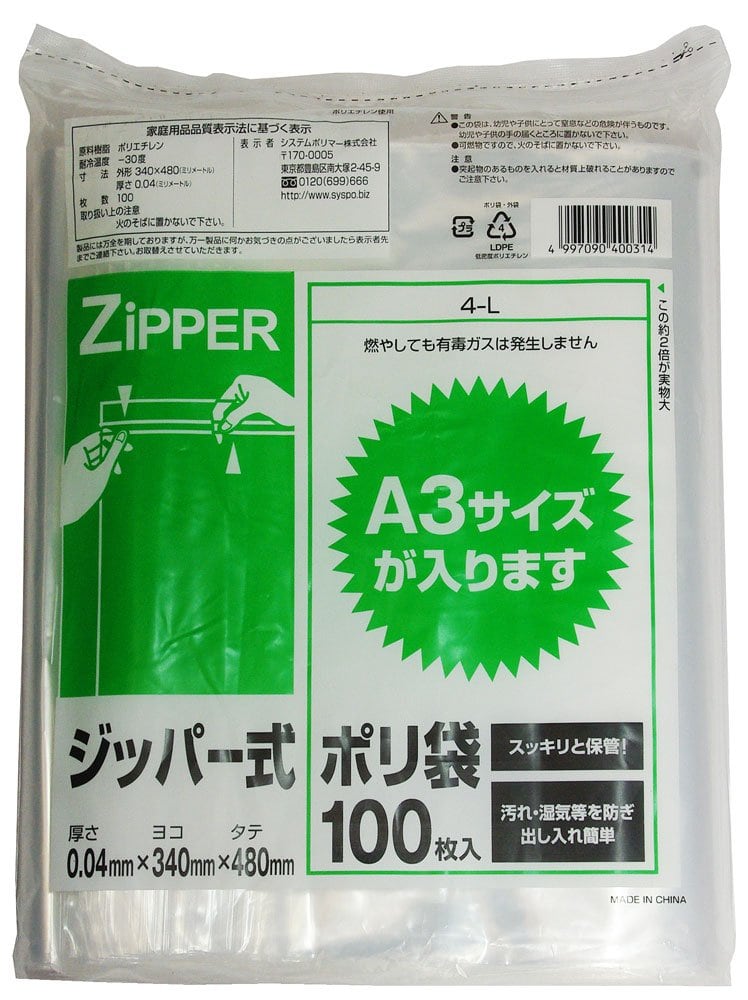 ポリエチレン使用
家庭用品品質表示法に基づく表示
原料樹脂 ポリエチレン
耐冷温度 −30度
寸法 外形 340×480(ミリメートル)
厚さ 0.04(ミリメートル)
枚数 100
取り扱い上の注意
火のそばに置かないで下さい。
表示者 システムポリマー株式会社
〒170-0005
東京都豊島区南大塚2-45-9
0120(699)666
http://www.syspo.biz
製品には万全を期しておりますが、万一製品に何かお気づきの点がございましたら表示者先
までご連絡下さい。お取替えさせていただきます。
警告
●この袋は、幼児や子供にとって窒息などの危険が伴うものです。
幼児や子供の手の届くところに置かないで下さい。
●可燃物ですので、火のそばに置かないで下さい。
注意
●突起物のあるものを入れると材質上破れることがありますので
ご注意下さい。
プラ
ポリ袋・外袋
4
LDPE
低密度ポリエチレン
4 997090 400314
ZiPPER
4-L
燃やしても有毒ガスは発生しません
A3サイズ
が入ります
この約2倍が実物大
ジッパー式
ポリ袋
100枚入
スッキリと保管!
汚れ・湿気等を防ぎ
出し入れ簡単
厚さ ヨコ タテ
0.04mm×340mm×480mm
MADE IN CHINA